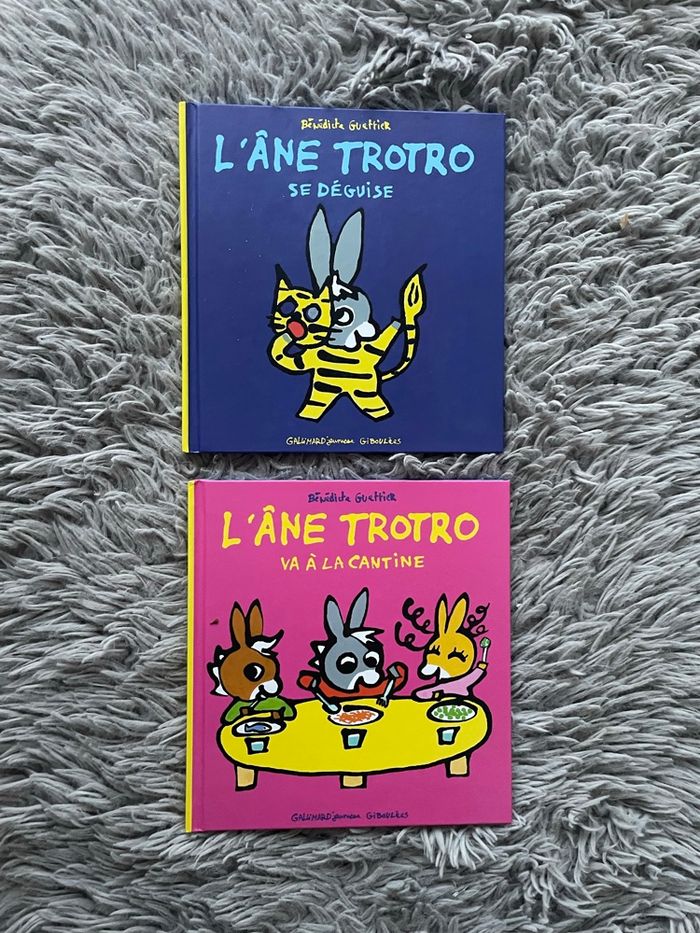 Bénédicte Guettier
L'ÂNE TROTRO
SE DÉGUISE
GALLIMARD jeunesse GIBOULÉES
Bénédicte Guettier
L'ÂNE TROTRO
VA À LA CANTINE
GALLIMARD jeunesse GIBOULÉES